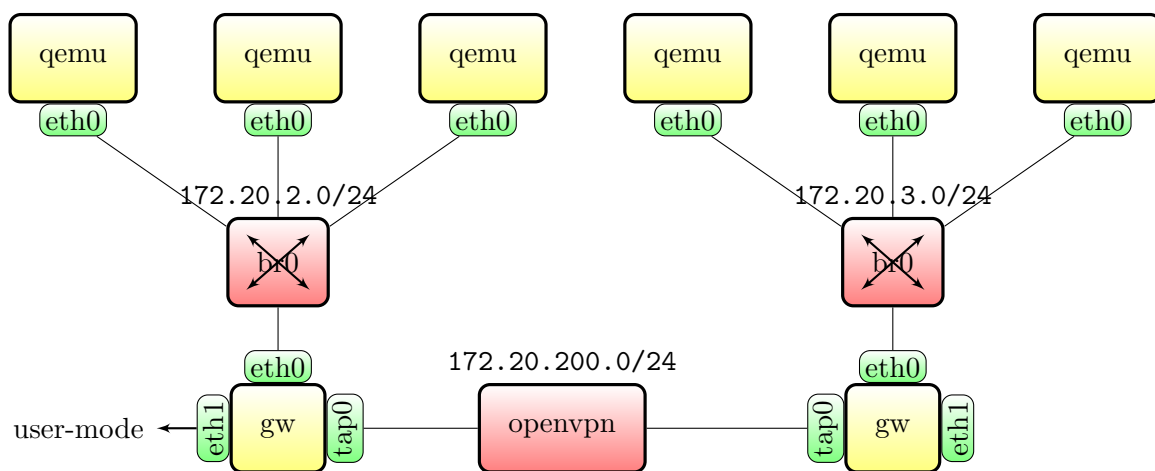 qemu
qemu
qemu
qemu
qemu
qemu
eth0
eth0
eth0
eth0
eth0
eth0
172.20.2.0/24
172.20.3.0/24
br0
br0
eth0
172.20.200.0/24
eth0
user-mode
eth1
gw
tap0
openvpn
tap0
gw
eth1